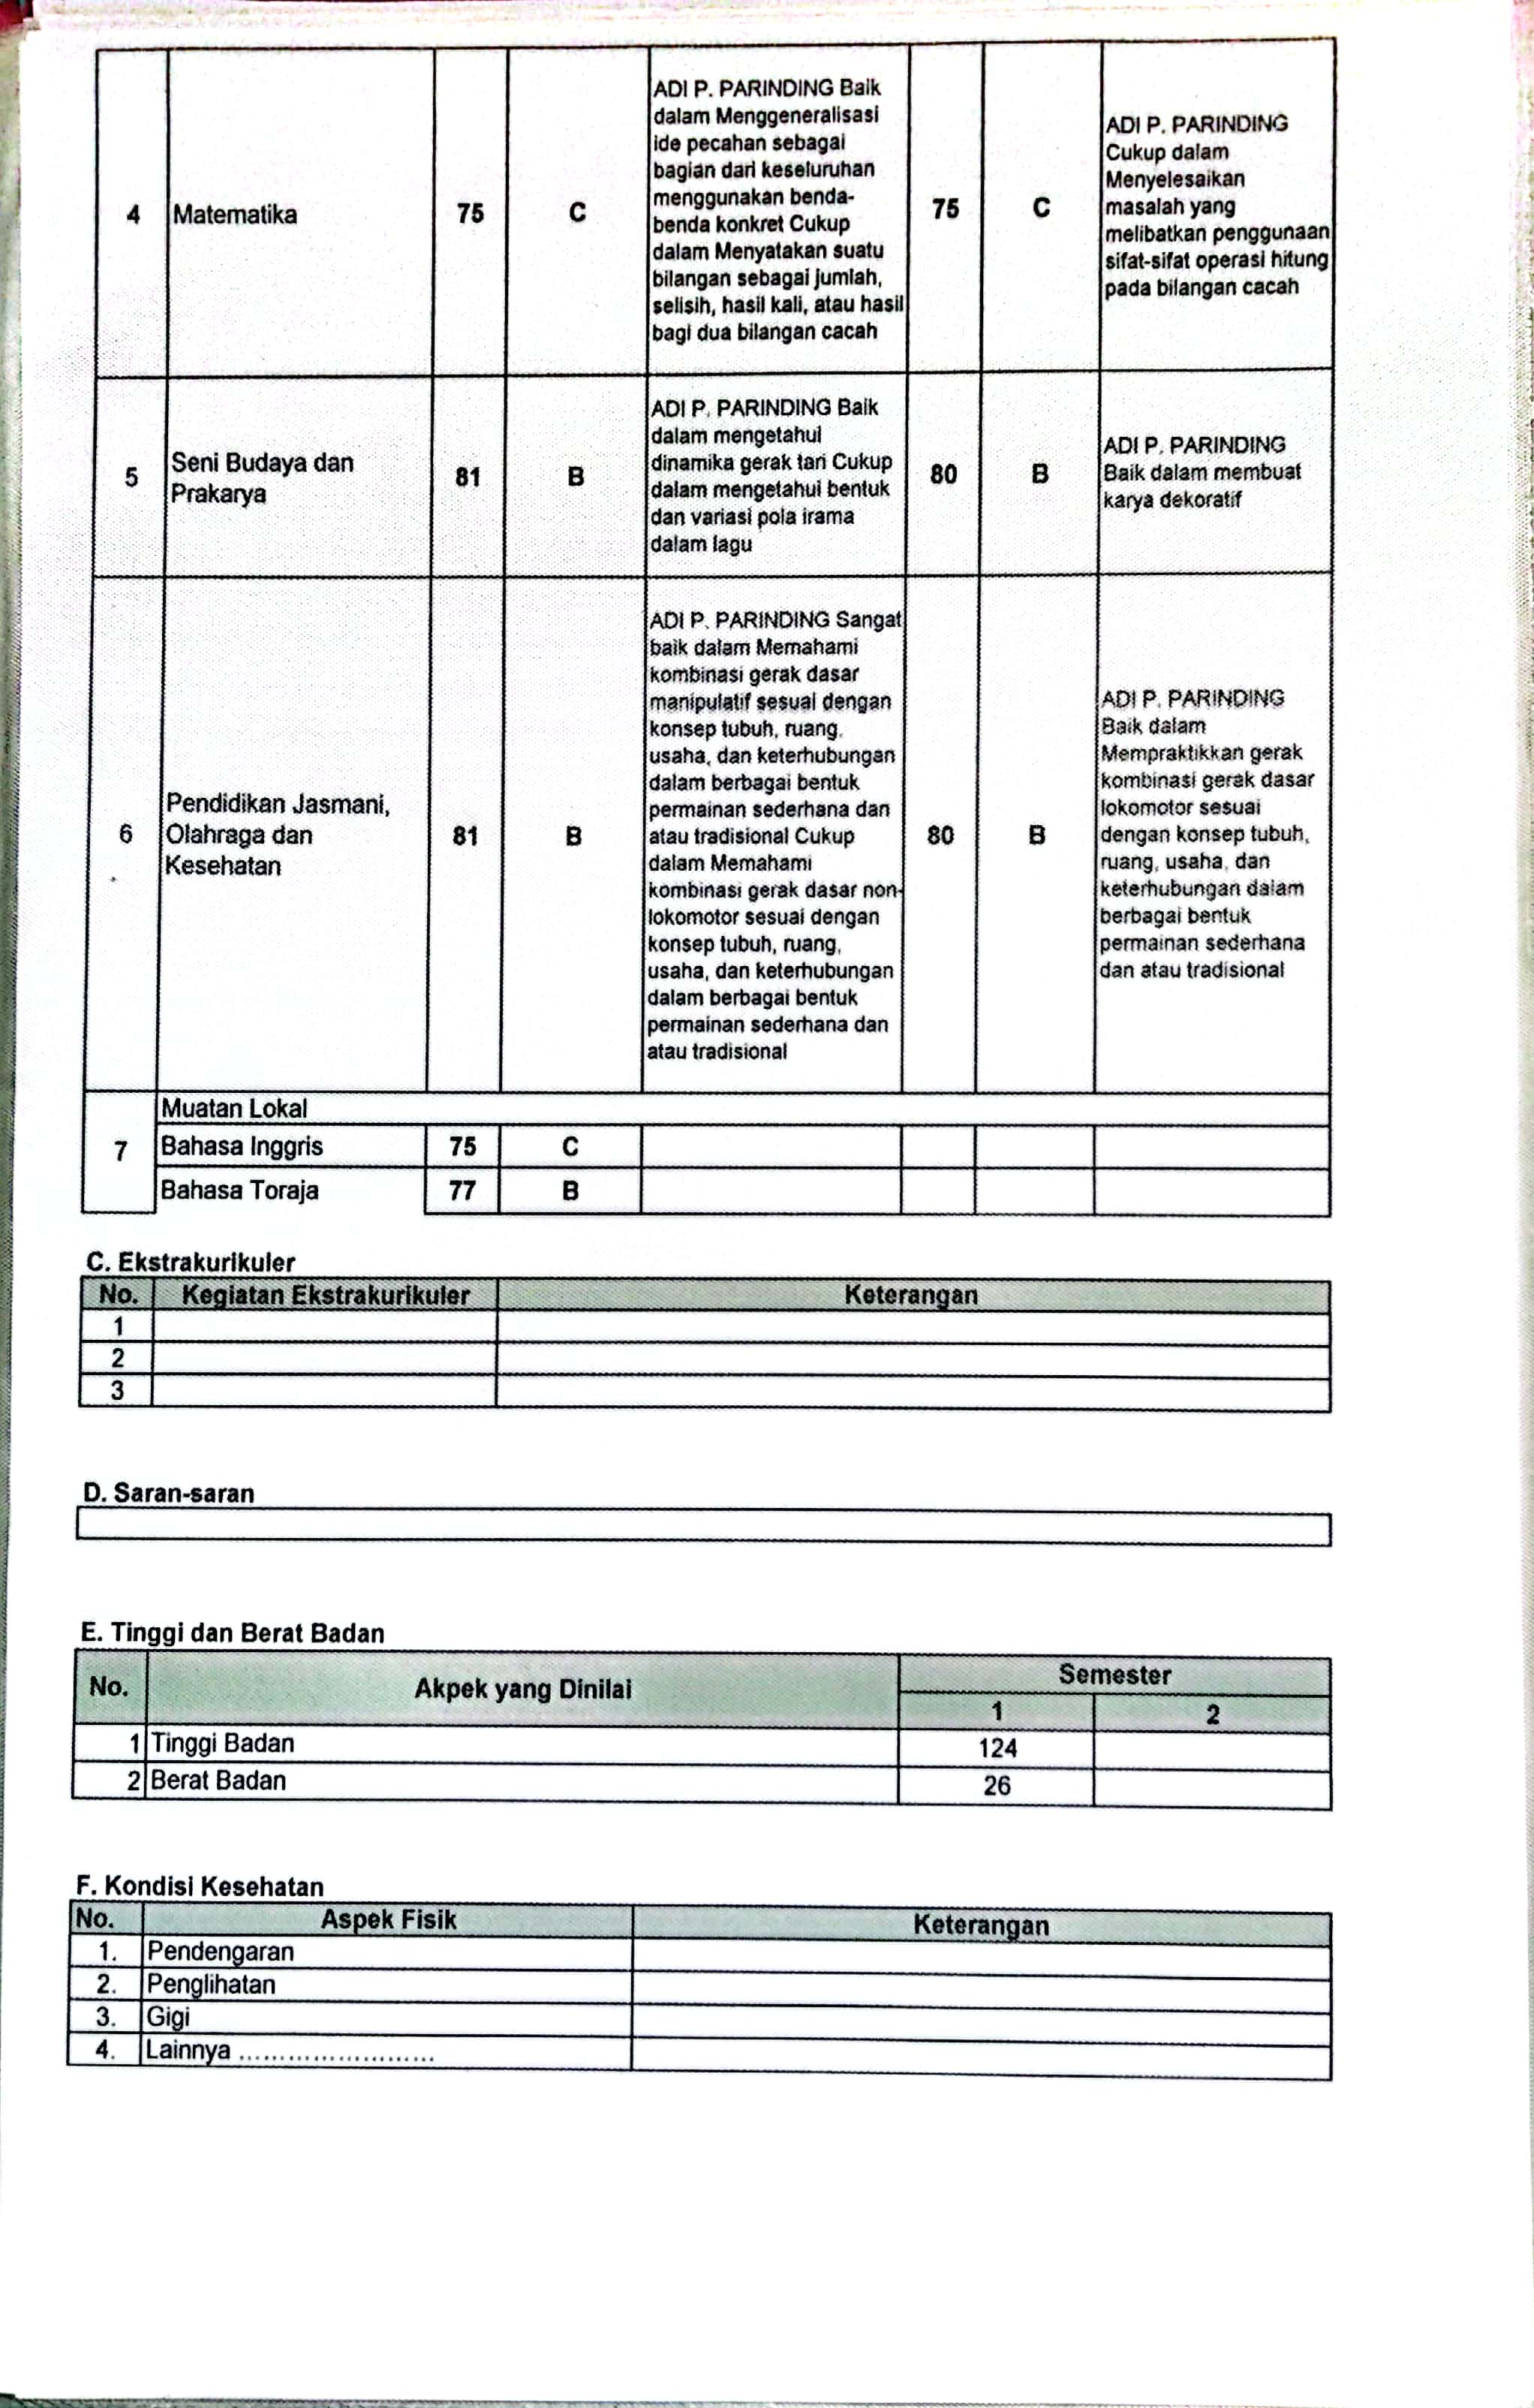 4
Matematika
75
C
ADI P. PARINDING Baik
dalam Menggeneralisasi
ide pecahan sebagai
bagian dari keseluruhan
menggunakan benda-
benda konkret Cukup
dalam Menyatakan suatu
bilangan sebagai jumlah,
selisih, hasil kali, atau hasil
bagi dua bilangan cacah
75
C
ADI P. PARINDING
Cukup dalam
Menyelesaikan
masalah yang
melibatkan penggunaan
sifat-sifat operasi hitung
pada bilangan cacah
5
Seni Budaya dan
Prakarya
81
B
ADI P. PARINDING Baik
dalam mengetahui
dinamika gerak tari Cukup
dalam mengetahui bentuk
dan variasi pola irama
dalam lagu
80
B
ADI P. PARINDING
Baik dalam membuat
karya dekoratif
6
Pendidikan Jasmani,
Olahraga dan
Kesehatan
81
B
ADI P. PARINDING Sangat
baik dalam Memahami
kombinasi gerak dasar
manipulatif sesuai dengan
konsep tubuh, ruang,
usaha, dan keterhubungan
dalam berbagai bentuk
permainan sederhana dan
atau tradisional Cukup
dalam Memahami
kombinasi gerak dasar non-
lokomotor sesuai dengan
konsep tubuh, ruang,
usaha, dan keterhubungan
dalam berbagai bentuk
permainan sederhana dan
atau tradisional
80
B
ADI P. PARINDING
Baik dalam
Mempraktikkan gerak
kombinasi gerak dasar
lokomotor sesuai
dengan konsep tubuh,
ruang, usaha, dan
keterhubungan dalam
berbagai bentuk
permainan sederhana
dan atau tradisional
7
Muatan Lokal
Bahasa Inggris 75 C
Bahasa Toraja 77 B
C. Ekstrakurikuler
No. Kegiatan Ekstrakurikuler Keterangan
1
2
3
D. Saran-saran
E. Tinggi dan Berat Badan
No. Akpek yang Dinilai Semester
1 2
1 Tinggi Badan 124
2 Berat Badan 26
F. Kondisi Kesehatan
No. Aspek Fisik Keterangan
1. Pendengaran
2. Penglihatan
3. Gigi
4. Lainnya ........................